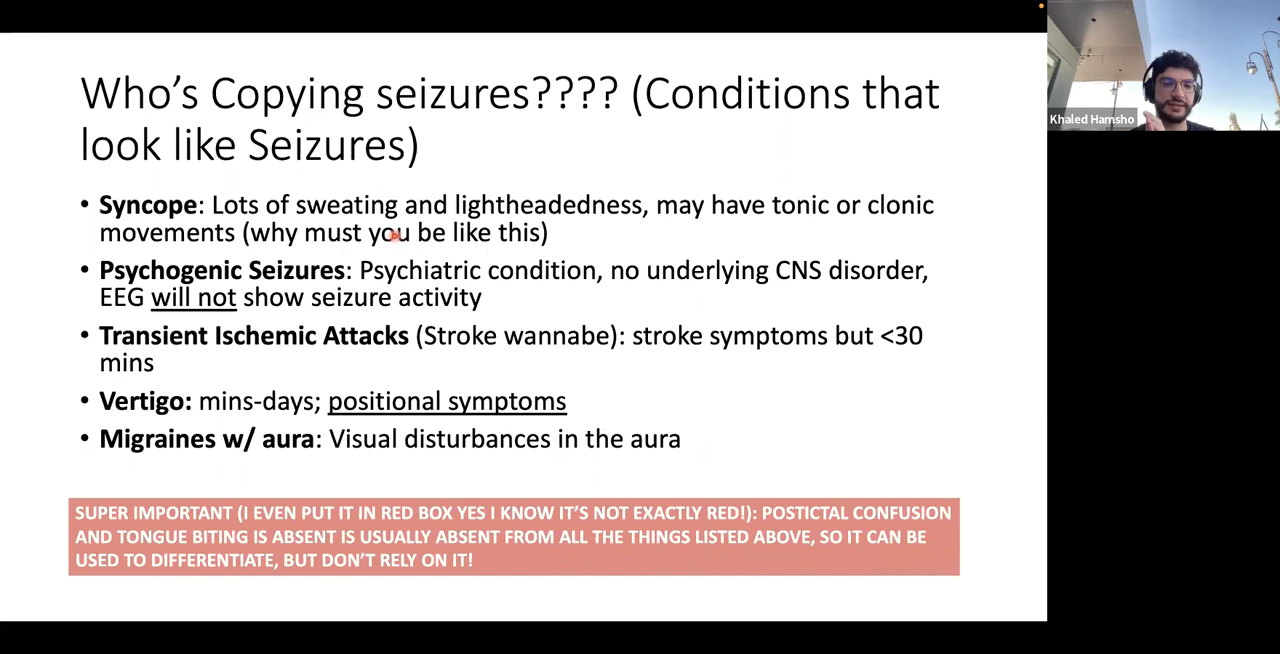 Who's Copying seizures???? (Conditions that
look like Seizures)
• Syncope: Lots of sweating and lightheadedness, may have tonic or clonic
movements (why must you be like this)
• Psychogenic Seizures: Psychiatric condition, no underlying CNS disorder,
EEG will not show seizure activity
• Transient Ischemic Attacks (Stroke wannabe): stroke symptoms but <30
mins
• Vertigo: mins-days; positional symptoms
• Migraines w/ aura: Visual disturbances in the aura
SUPER IMPORTANT (I EVEN PUT IT IN RED BOX YES I KNOW IT'S NOT EXACTLY RED!): POSTICTAL CONFUSION
AND TONGUE BITING IS ABSENT IS USUALLY ABSENT FROM ALL THE THINGS LISTED ABOVE, SO IT CAN BE
USED TO DIFFERENTIATE, BUT DON'T RELY ON IT!
Khaled Hamsho